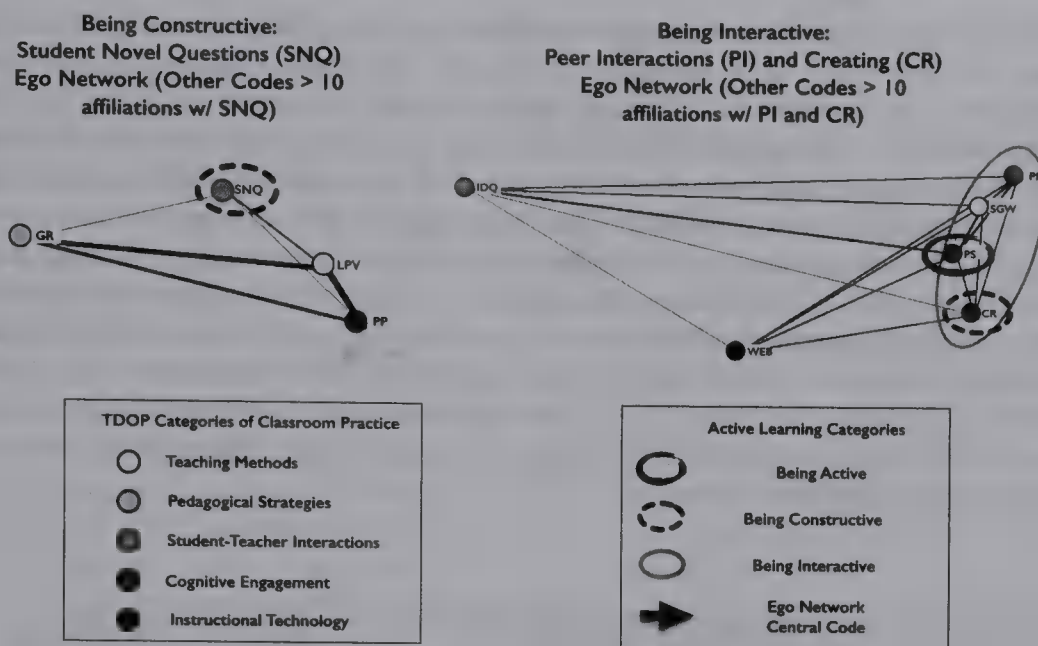 Being Constructive:
Student Novel Questions (SNQ)
Ego Network (Other Codes > 10
affiliations w/ SNQ)
Being Interactive:
Peer Interactions (PI) and Creating (CR)
Ego Network (Other Codes > 10
affiliations w/ PI and CR)
SNQ
GR
LPV
PP
IDQ
PI
SGW
PS
CR
WEB
TDOP Categories of Classroom Practice
Teaching Methods
Pedagogical Strategies
Student-Teacher Interactions
Cognitive Engagement
Instructional Technology
Active Learning Categories
Being Active
Being Constructive
Being Interactive
Ego Network
Central Code